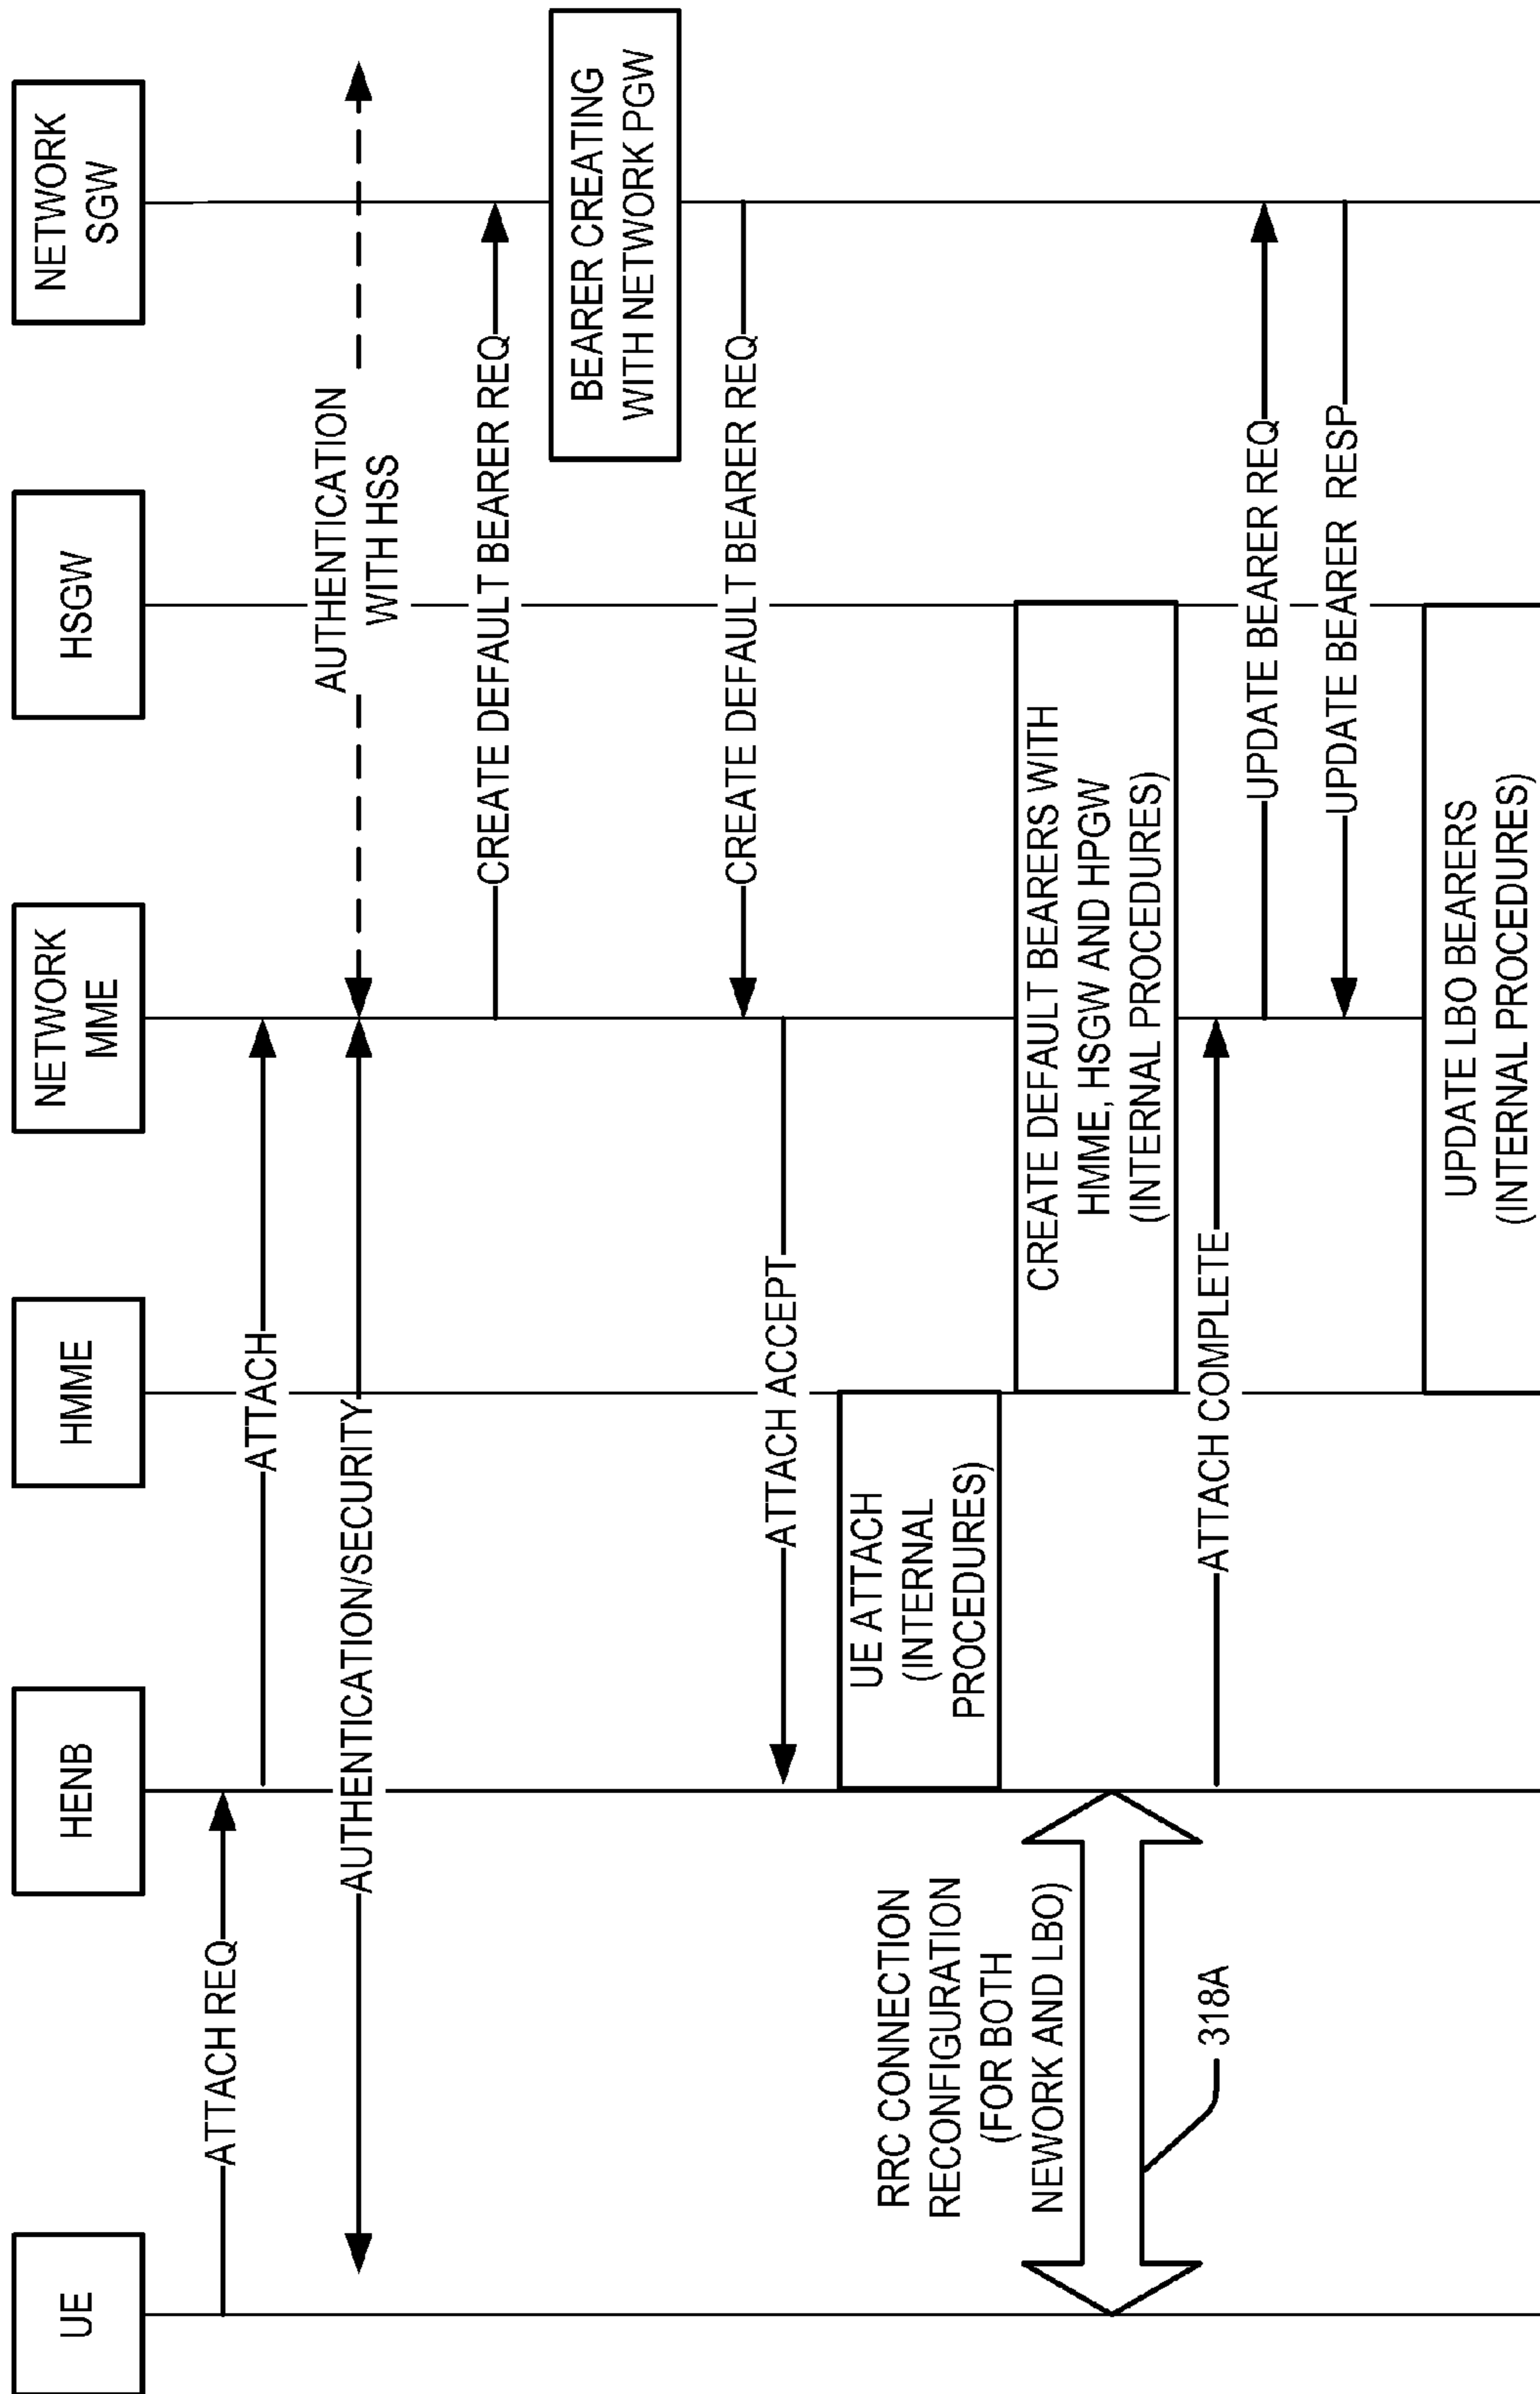 UE
HENB
HMME
NETWORK
MME
HSGW
NETWORK
SGW
ATTACH REQ
ATTACH
AUTHENTICATION/SECURITY
AUTHENTICATION
WITH HSS
CREATE DEFAULT BEARER REQ
BEARER CREATING
WITH NETWORK PGW
CREATE DEFAULT BEARER REQ
ATTACH ACCEPT
UE ATTACH
(INTERNAL
PROCEDURES)
RRC CONNECTION
RECONFIGURATION
(FOR BOTH
NEWORK AND LBO)
318A
CREATE DEFAULT BEARERS WITH
HMME, HSGW AND HPGW
(INTERNAL PROCEDURES)
ATTACH COMPLETE
UPDATE BEARER REQ
UPDATE BEARER RESP
UPDATE LBO BEARERS
(INTERNAL PROCEDURES)